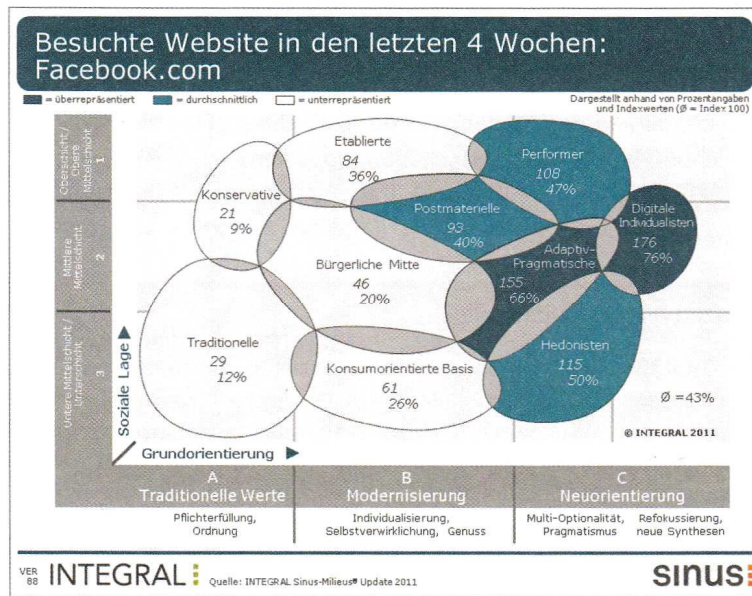 Besuchte Website in den letzten 4 Wochen:
Facebook.com
= überrepräsentiert = durchschnittlich = unterrepräsentiert
Dargestellt anhand von Prozentangaben
und Indexwerten (Ø = Index 100)
Oberschicht /
Obere
Mittelschicht
1
Mittlere
Mittelschicht
2
Untere Mittelschicht /
Unterschicht
3
Soziale Lage
Etablierte
84
36%
Performer
108
47%
Konservative
21
9%
Postmaterielle
93
40%
Digitale
Individualisten
176
76%
Adaptiv-
Pragmatische
155
66%
Bürgerliche Mitte
46
20%
Traditionelle
29
12%
Konsumorientierte Basis
61
26%
Hedonisten
115
50%
Ø =43%
© INTEGRAL 2011
Grundorientierung
A
Traditionelle Werte
B
Modernisierung
C
Neuorientierung
Pflichterfüllung,
Ordnung
Individualisierung,
Selbstverwirklichung, Genuss
Multi-Optionalität,
Pragmatismus
Refokussierung,
neue Synthesen
VER
88
INTEGRAL
Quelle: INTEGRAL Sinus-Milieus® Update 2011
sinus